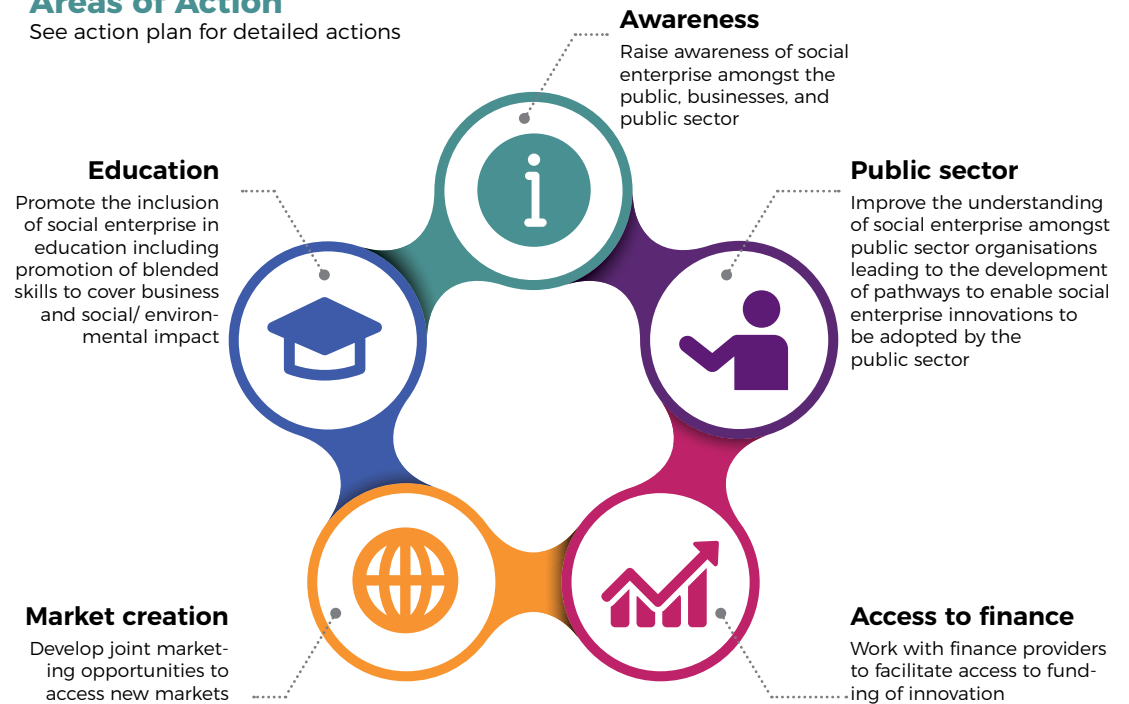 Areas of Action
See action plan for detailed actions
Awareness
Raise awareness of social
enterprise amongst the
public, businesses, and
public sector
Education
Promote the inclusion
of social enterprise in
education including
promotion of blended
skills to cover business
and social/ environ-
mental impact
Public sector
Improve the understanding
of social enterprise amongst
public sector organisations
leading to the development
of pathways to enable social
enterprise innovations to
be adopted by the
public sector
Market creation
Develop joint market-
ing opportunities to
access new markets
Access to finance
Work with finance providers
to facilitate access to fund-
ing of innovation